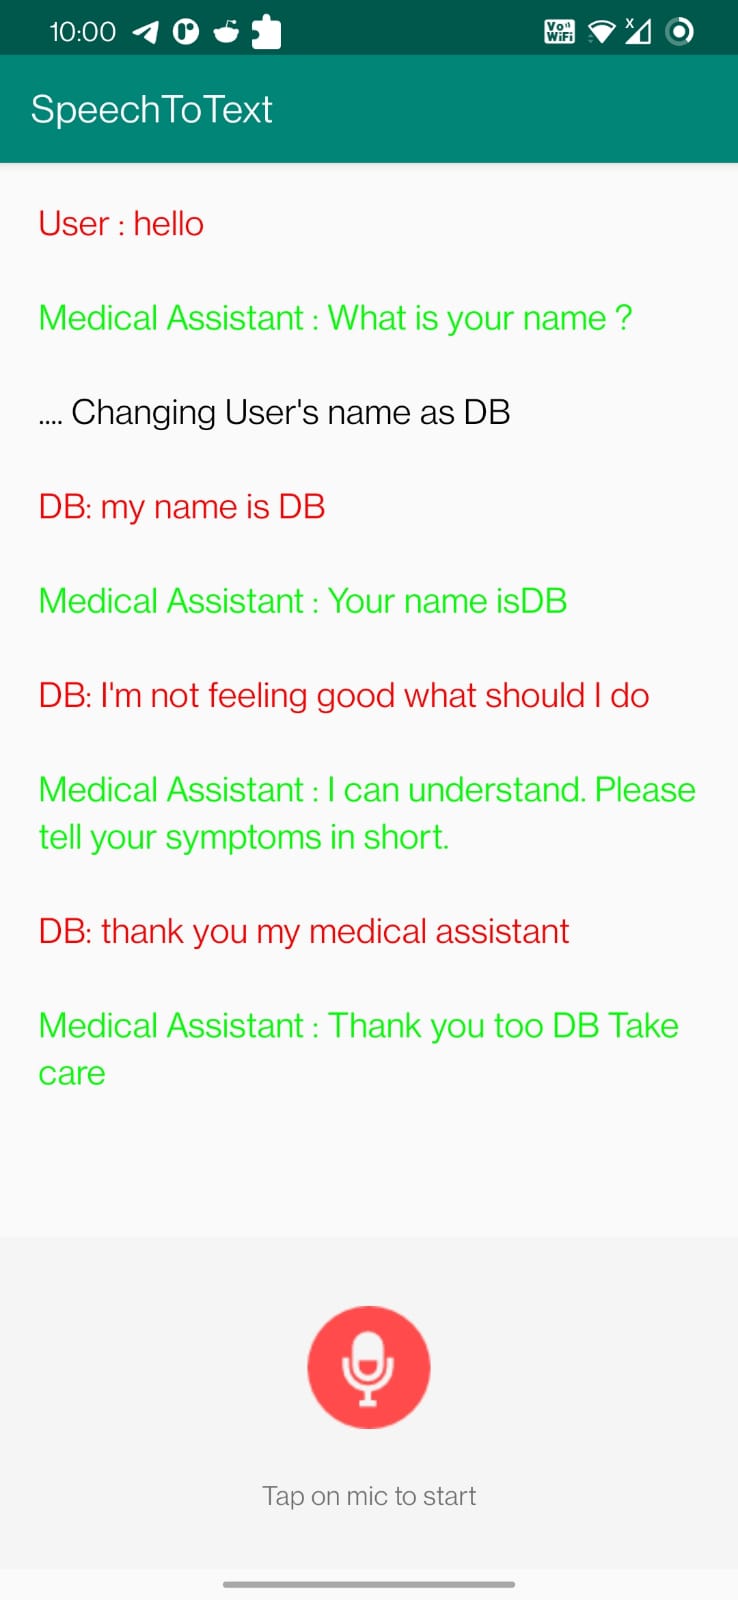 10:00
Vo))
WiFi
X
SpeechToText
User : hello
Medical Assistant : What is your name ?
.... Changing User's name as DB
DB: my name is DB
Medical Assistant : Your name isDB
DB: I'm not feeling good what should I do
Medical Assistant : I can understand. Please
tell your symptoms in short.
DB: thank you my medical assistant
Medical Assistant : Thank you too DB Take
care
Tap on mic to start